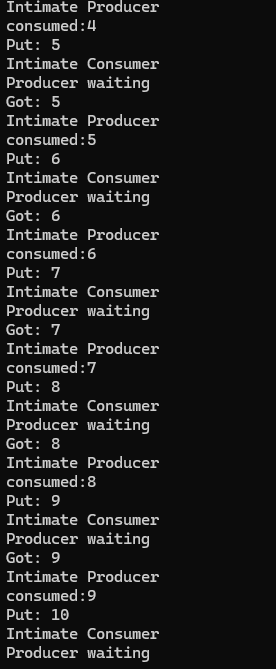 Intimate Producer
consumed:4
Put: 5
Intimate Consumer
Producer waiting
Got: 5
Intimate Producer
consumed:5
Put: 6
Intimate Consumer
Producer waiting
Got: 6
Intimate Producer
consumed:6
Put: 7
Intimate Consumer
Producer waiting
Got: 7
Intimate Producer
consumed:7
Put: 8
Intimate Consumer
Producer waiting
Got: 8
Intimate Producer
consumed:8
Put: 9
Intimate Consumer
Producer waiting
Got: 9
Intimate Producer
consumed:9
Put: 10
Intimate Consumer
Producer waiting